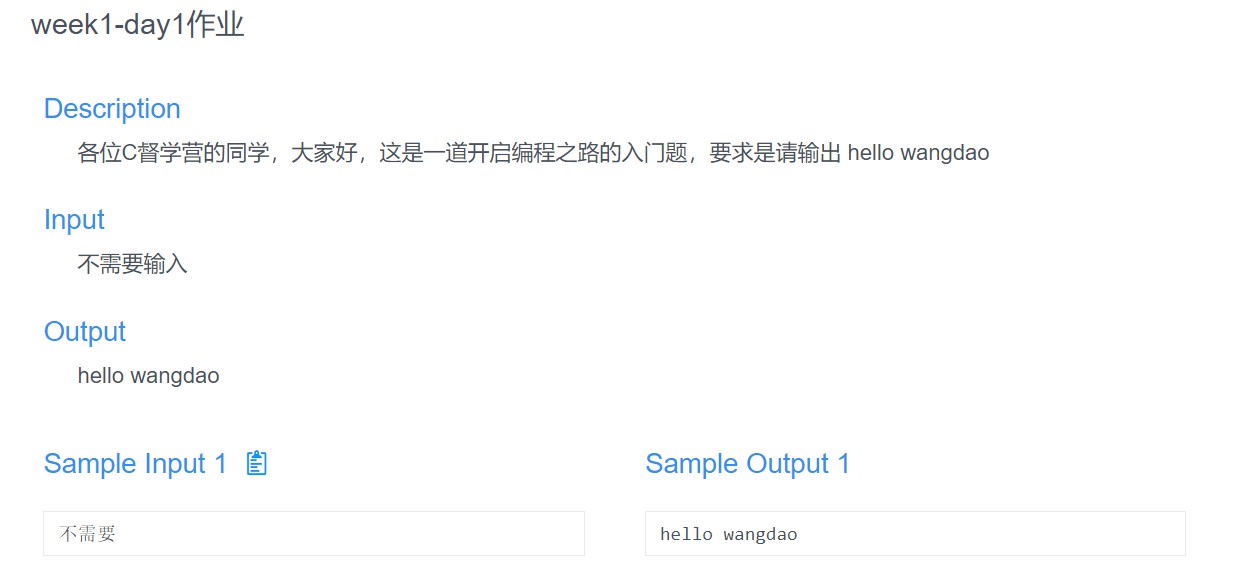 week1-day1作业
Description
各位C督学营的同学，大家好，这是一道开启编程之路的入门题，要求是请输出 hello wangdao
Input
不需要输入
Output
hello wangdao
Sample Input 1
不需要
Sample Output 1
hello wangdao